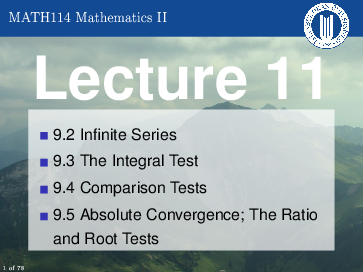 MATH114 Mathematics II
Lecture 11
9.2 Infinite Series
9.3 The Integral Test
9.4 Comparison Tests
9.5 Absolute Convergence; The Ratio
and Root Tests
1 of 78